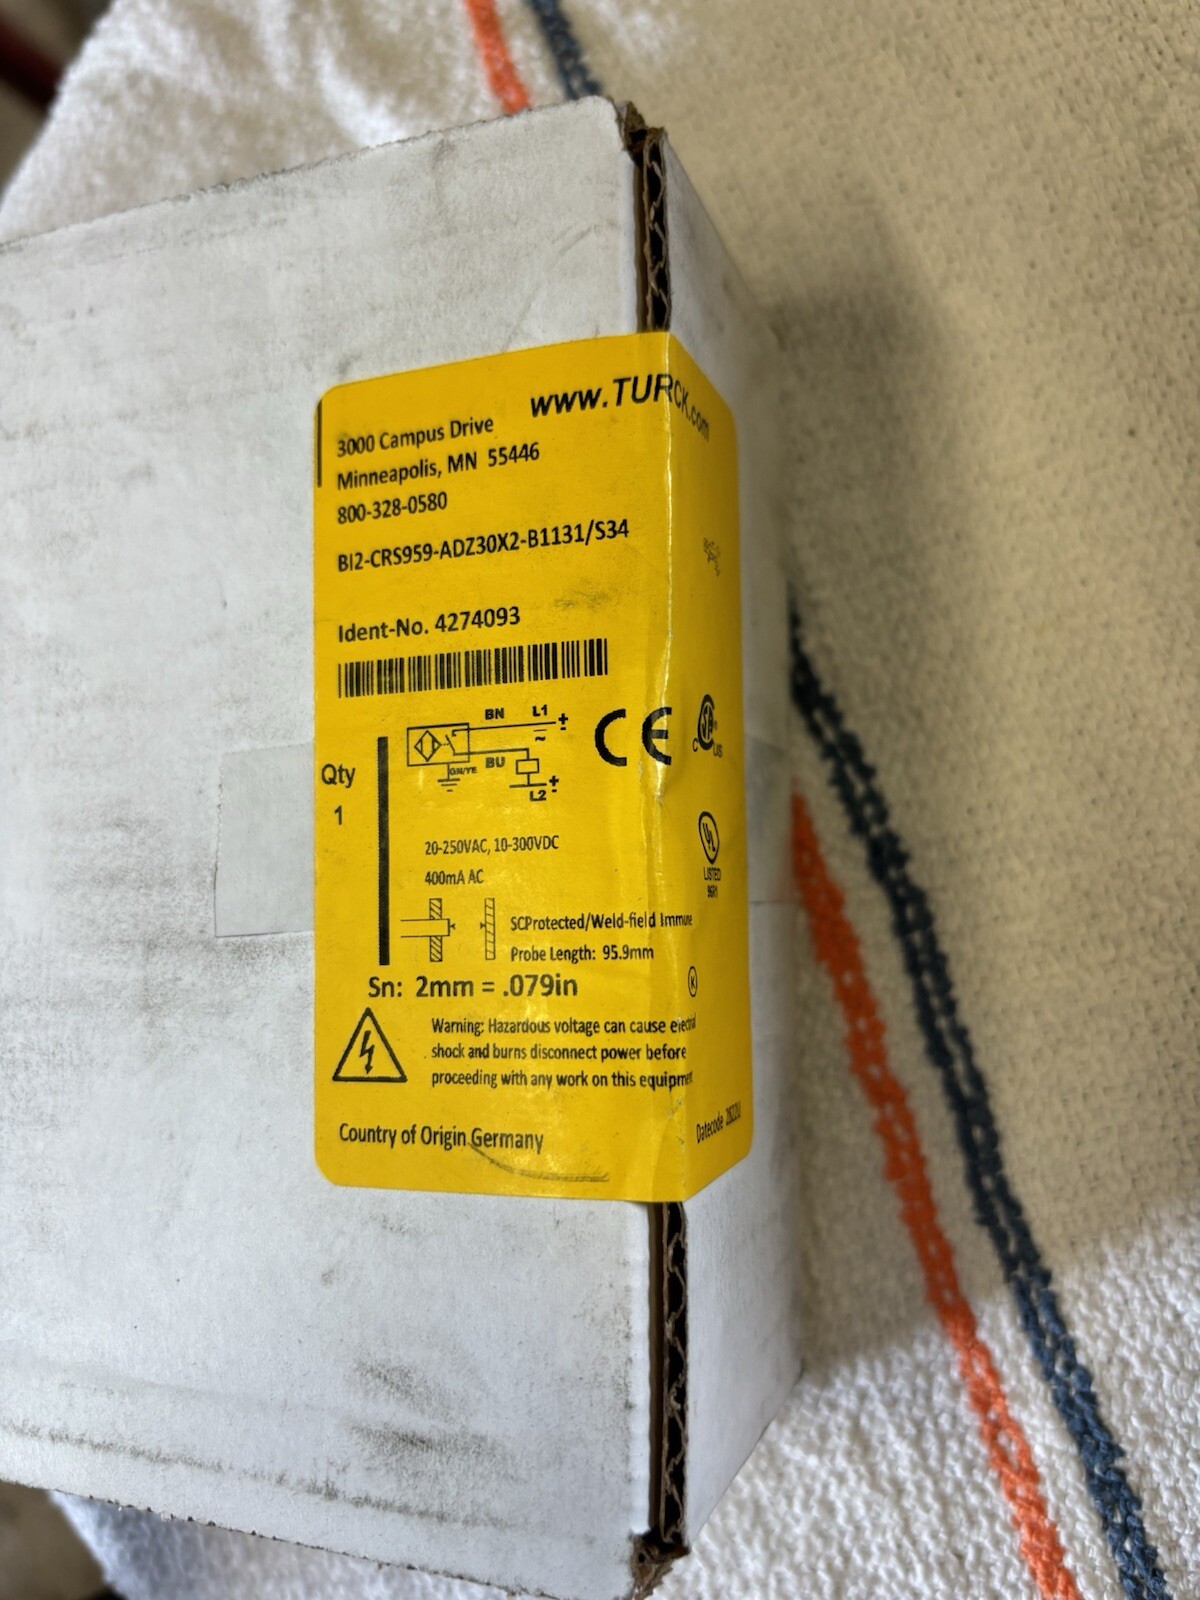 www.TURCK.com
3000 Campus Drive
Minneapolis, MN 55446
800-328-0580
BI2-CRS959-ADZ30X2-B1131/S34
Ident-No. 4274093
BN L1 +
-
BU
GN/YE
L2 +
-
CE
Qty
1
UL
LISTED
20-250VAC, 10-300VDC
400mA AC
SCProtected/Weld-field Immune
Probe Length: 95.9mm
Sn: 2mm = .079in
K
Warning: Hazardous voltage can cause electrical
shock and burns disconnect power before
proceeding with any work on this equipment
Country of Origin Germany
Datecode